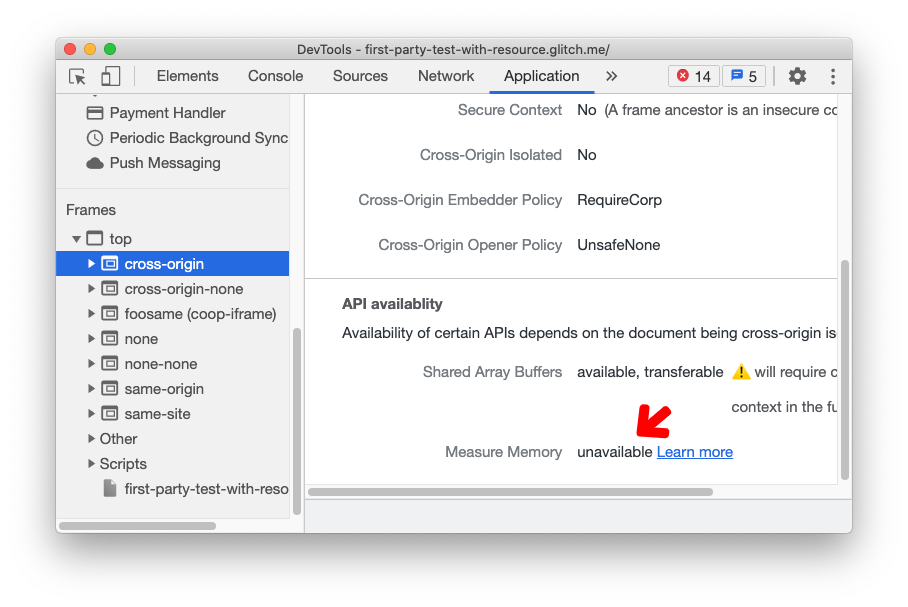 DevTools - first-party-test-with-resource.glitch.me/
Elements Console Sources Network Application » 14 5
Payment Handler
Periodic Background Sync
Push Messaging
Frames
top
cross-origin
cross-origin-none
foosame (coop-iframe)
none
none-none
same-origin
same-site
Other
Scripts
first-party-test-with-reso
Secure Context No (A frame ancestor is an insecure co
Cross-Origin Isolated No
Cross-Origin Embedder Policy RequireCorp
Cross-Origin Opener Policy UnsafeNone
API availablity
Availability of certain APIs depends on the document being cross-origin is
Shared Array Buffers available, transferable ⚠ will require c
context in the fu
Measure Memory unavailable Learn more